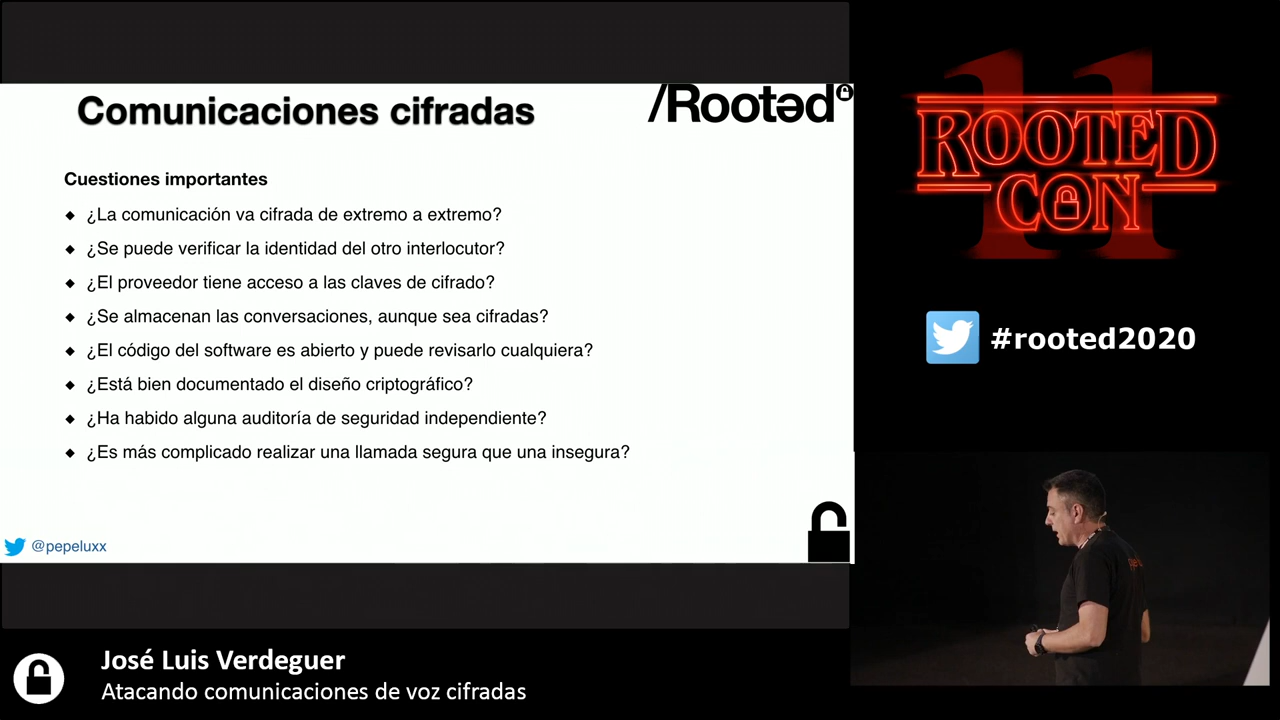 Comunicaciones cifradas
/Rootəd
Cuestiones importantes
¿La comunicación va cifrada de extremo a extremo?
¿Se puede verificar la identidad del otro interlocutor?
¿El proveedor tiene acceso a las claves de cifrado?
¿Se almacenan las conversaciones, aunque sea cifradas?
¿El código del software es abierto y puede revisarlo cualquiera?
¿Está bien documentado el diseño criptográfico?
¿Ha habido alguna auditoría de seguridad independiente?
¿Es más complicado realizar una llamada segura que una insegura?
@pepeluxx
11
ROOTED
CON
#rooted2020
José Luis Verdeguer
Atacando comunicaciones de voz cifradas